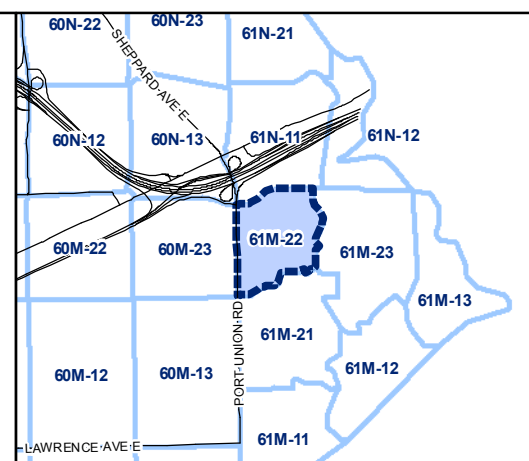 60N-22
60N-23
61N-21
SHEPPARD AVE E
60N-12
60N-13
61N-11
61N-12
60M-22
60M-23
61M-22
61M-23
61M-13
PORT UNION RD
61M-21
60M-12
60M-13
61M-12
LAWRENCE AVE E
61M-11